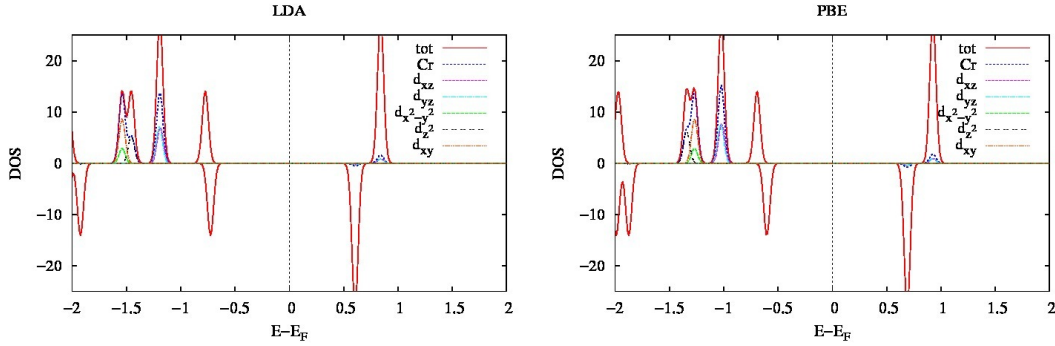 LDA
20
10
0
−10
−20
DOS
−2
−1.5
−1
−0.5
0
0.5
1
1.5
2
E−E_F
tot
Cr
d_xz
d_yz
d_x²−y²
d_z²
d_xy
PBE
20
10
0
−10
−20
DOS
−2
−1.5
−1
−0.5
0
0.5
1
1.5
2
E−E_F
tot
Cr
d_xz
d_yz
d_x²−y²
d_z²
d_xy